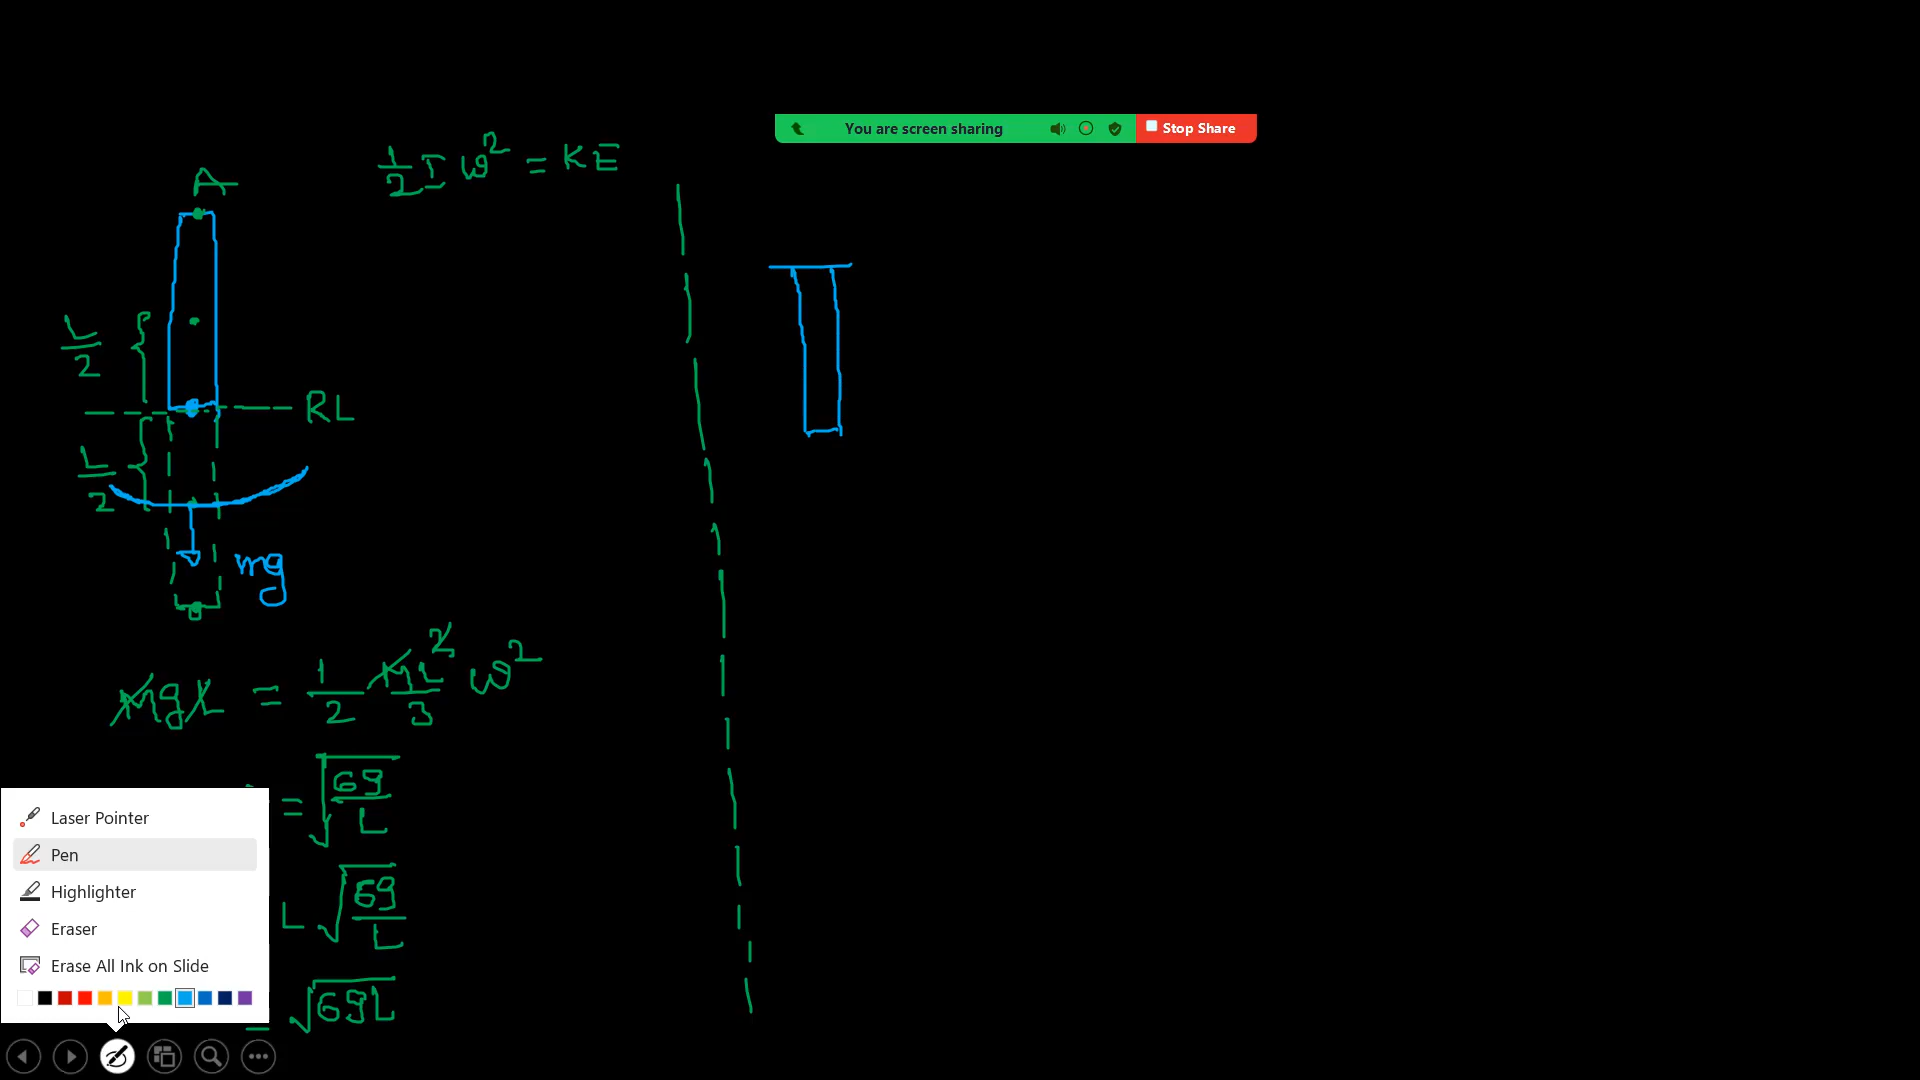 You are screen sharing Stop Share
1/2 I ω² = KE
A
L/2
RL
L/2
mg
MgL = 1/2 ML²/3 ω²
= √(6g/L)
L √(6g/L)
= √(6gL)
Laser Pointer
Pen
Highlighter
Eraser
Erase All Ink on Slide